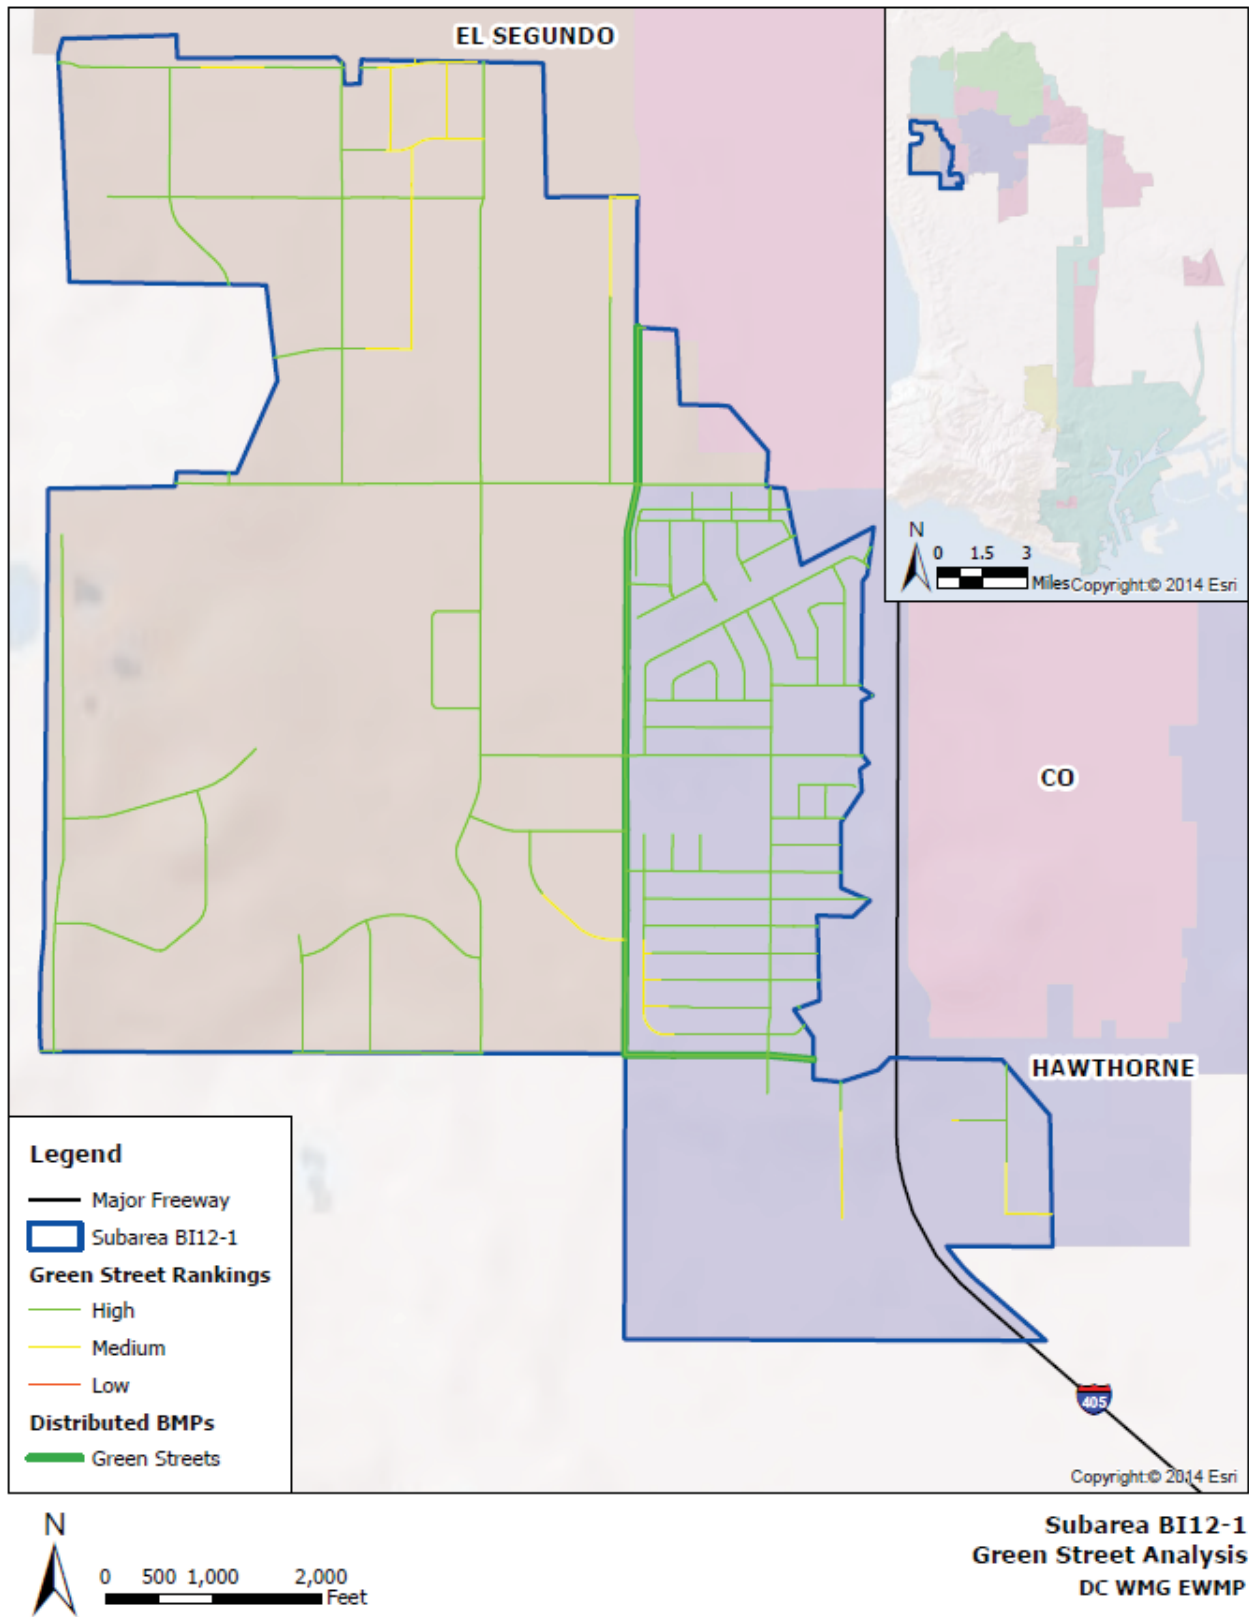 EL SEGUNDO
N
0 1.5 3
Miles
Copyright:© 2014 Esri
CO
HAWTHORNE
Legend
Major Freeway
Subarea BI12-1
Green Street Rankings
High
Medium
Low
Distributed BMPs
Green Streets
405
Copyright:© 2014 Esri
N
0 500 1,000 2,000
Feet
Subarea BI12-1
Green Street Analysis
DC WMG EWMP